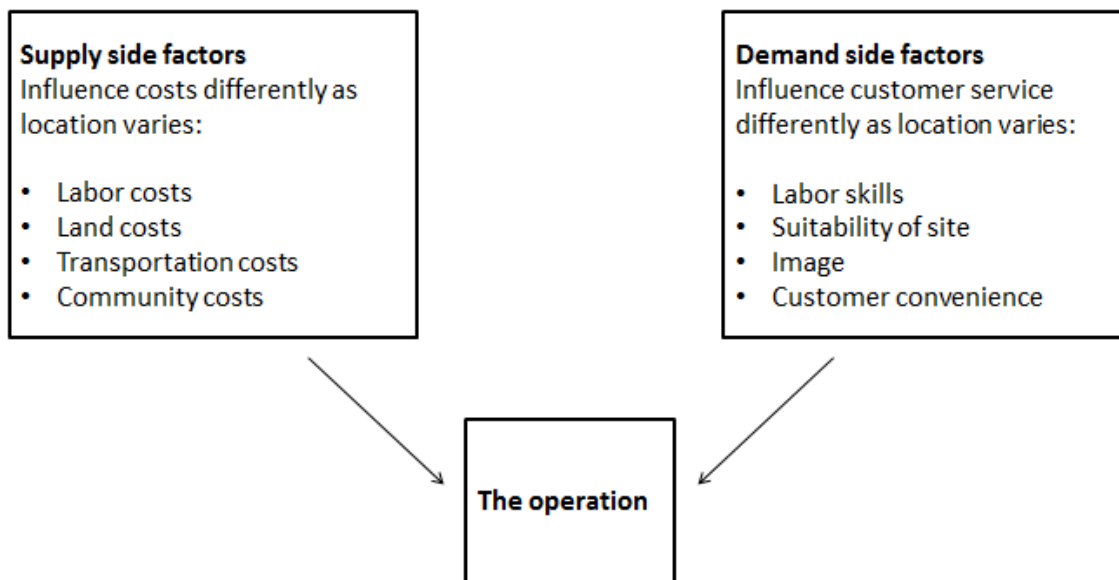 Supply side factors
Influence costs differently as
location varies:
• Labor costs
• Land costs
• Transportation costs
• Community costs
Demand side factors
Influence customer service
differently as location varies:
• Labor skills
• Suitability of site
• Image
• Customer convenience
The operation